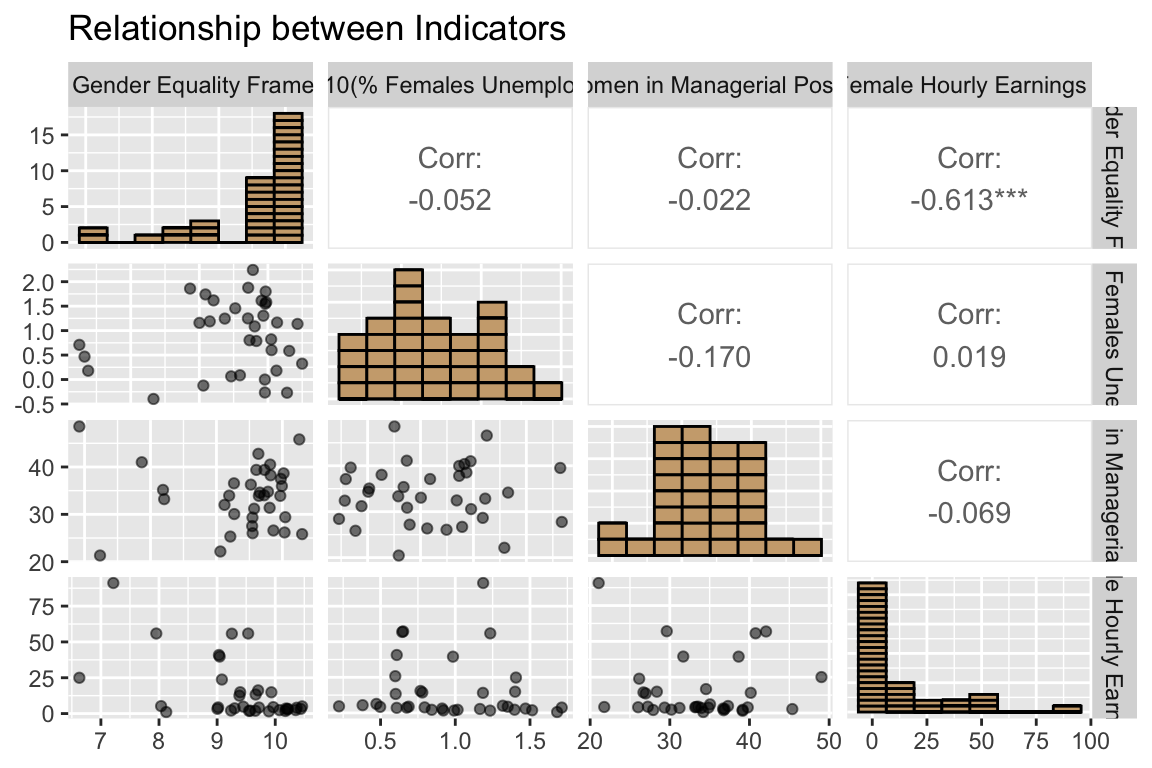 Relationship between Indicators
Gender Equality Frame
10(% Females Unemplo
omen in Managerial Pos
emale Hourly Earnings
15
10
5
0
Corr:
-0.052
Corr:
-0.022
Corr:
-0.613***
der Equality F
2.0
1.5
1.0
0.5
0.0
-0.5
Corr:
-0.170
Corr:
0.019
Females Une
40
30
20
Corr:
-0.069
in Manageria
75
50
25
0
le Hourly Earn
7 8 9 10
0.5 1.0 1.5
20 30 40 50
0 25 50 75 100